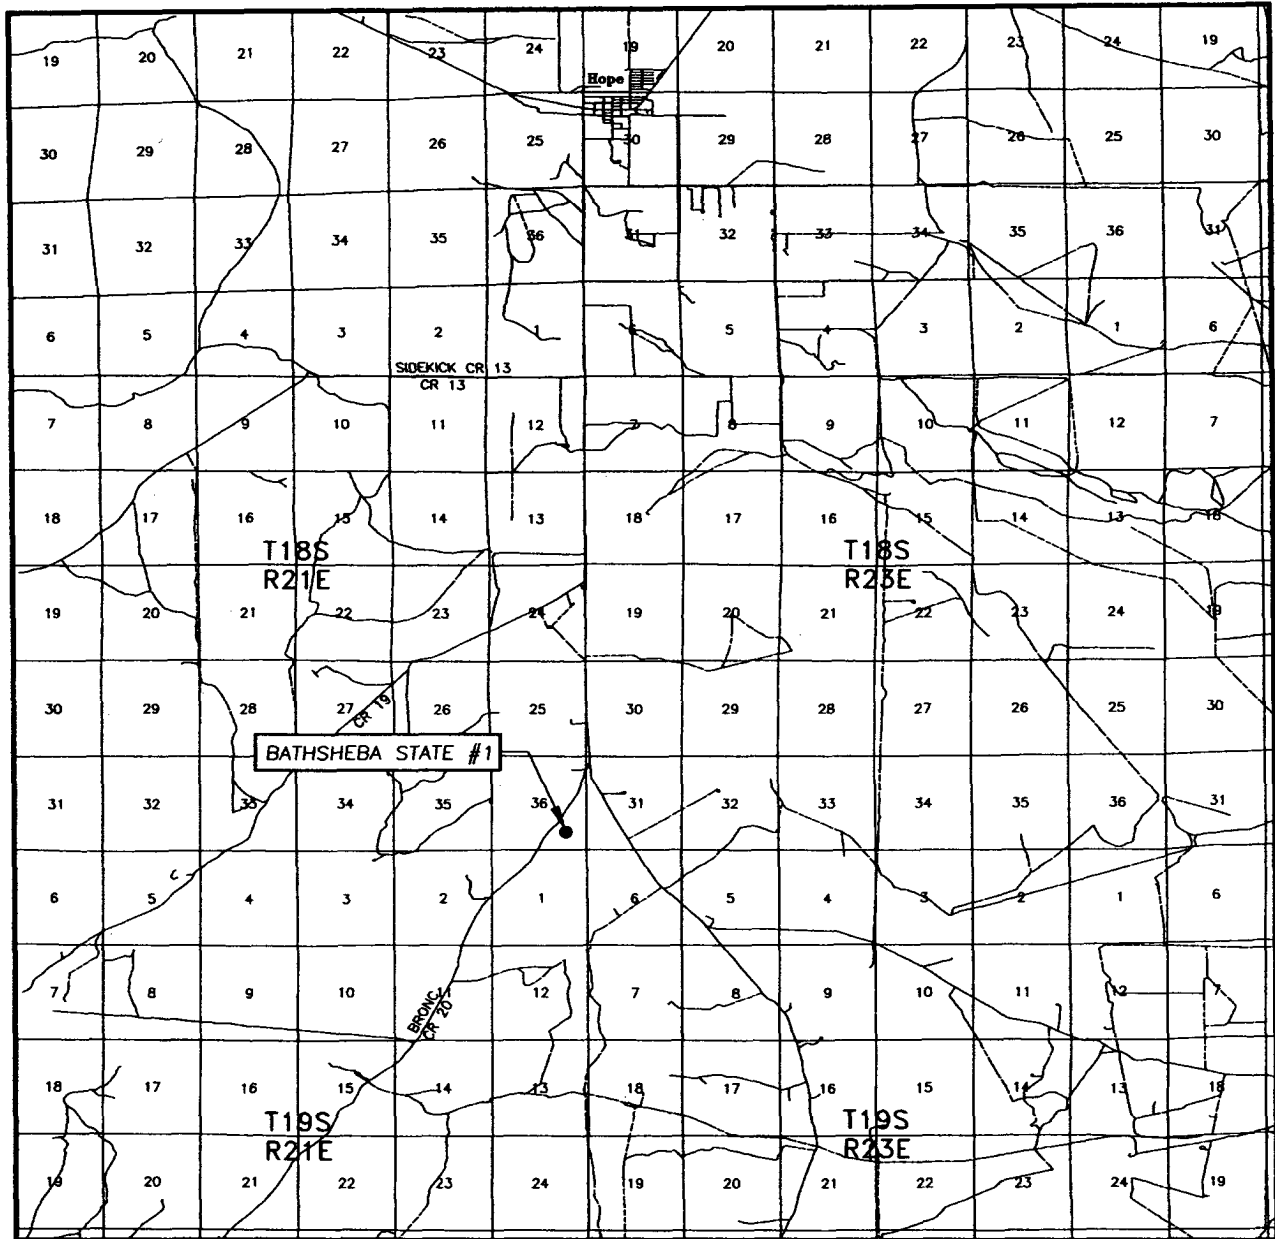 19 20 21 22 23 24 19 20 21 22 23 24 19
Hope
30 29 28 27 26 25 30 29 28 27 26 25 30
31 32 33 34 35 36 31 32 33 34 35 36 31
6 5 4 3 2 1 6 5 4 3 2 1 6
SIDEKICK CR 13
CR 13
7 8 9 10 11 12 7 8 9 10 11 12 7
18 17 16 15 14 13 18 17 16 15 14 13 18
T18S T18S
R21E R23E
19 20 21 22 23 24 19 20 21 22 23 24 19
30 29 28 27 26 25 30 29 28 27 26 25 30
CR 19
BATHSHEBA STATE #1
31 32 33 34 35 36 31 32 33 34 35 36 31
6 5 4 3 2 1 6 5 4 3 2 1 6
7 8 9 10 11 12 7 8 9 10 11 12 7
BRONC
CR 20
18 17 16 15 14 13 18 17 16 15 14 13 18
T19S T19S
R21E R23E
19 20 21 22 23 24 19 20 21 22 23 24 19